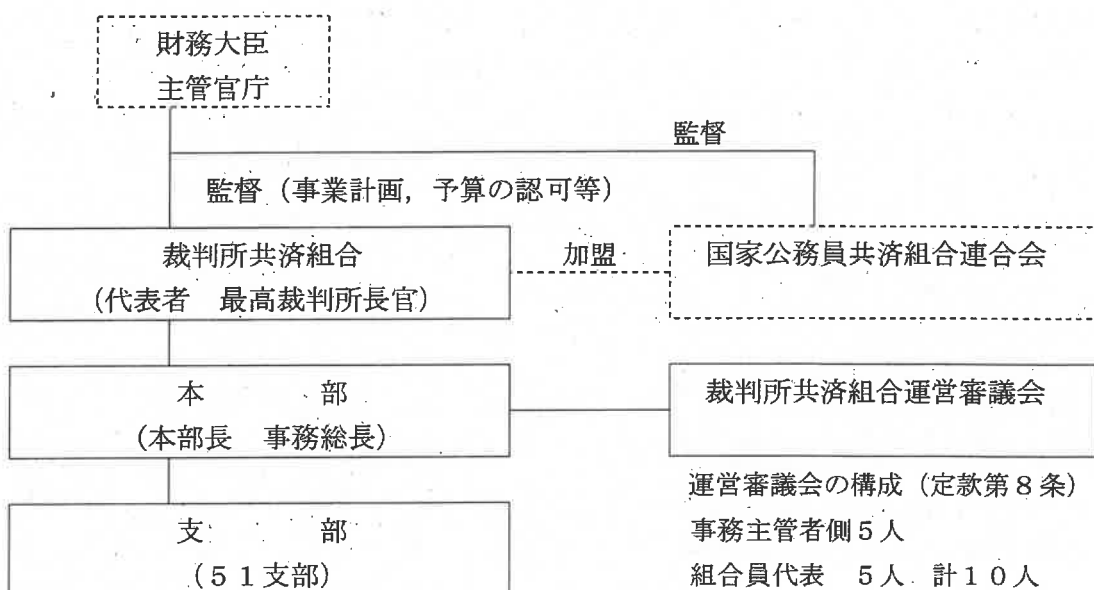 財務大臣
主管官庁
監督
監督(事業計画,予算の認可等)
裁判所共済組合
(代表者 最高裁判所長官)
加盟
国家公務員共済組合連合会
本 部
(本部長 事務総長)
裁判所共済組合運営審議会
運営審議会の構成(定款第8条)
事務主管者側5人
組合員代表 5人 計10人
支 部
(51支部)